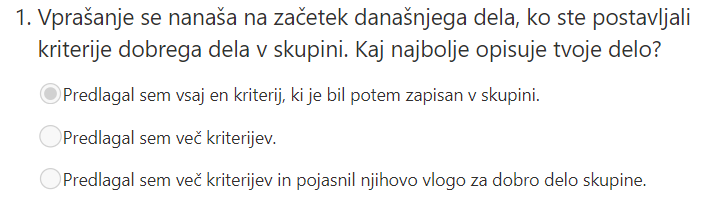 1. Vprašanje se nanaša na začetek današnjega dela, ko ste postavljali
kriterije dobrega dela v skupini. Kaj najbolje opisuje tvoje delo?
Predlagal sem vsaj en kriterij, ki je bil potem zapisan v skupini.
Predlagal sem več kriterijev.
Predlagal sem več kriterijev in pojasnil njihovo vlogo za dobro delo skupine.